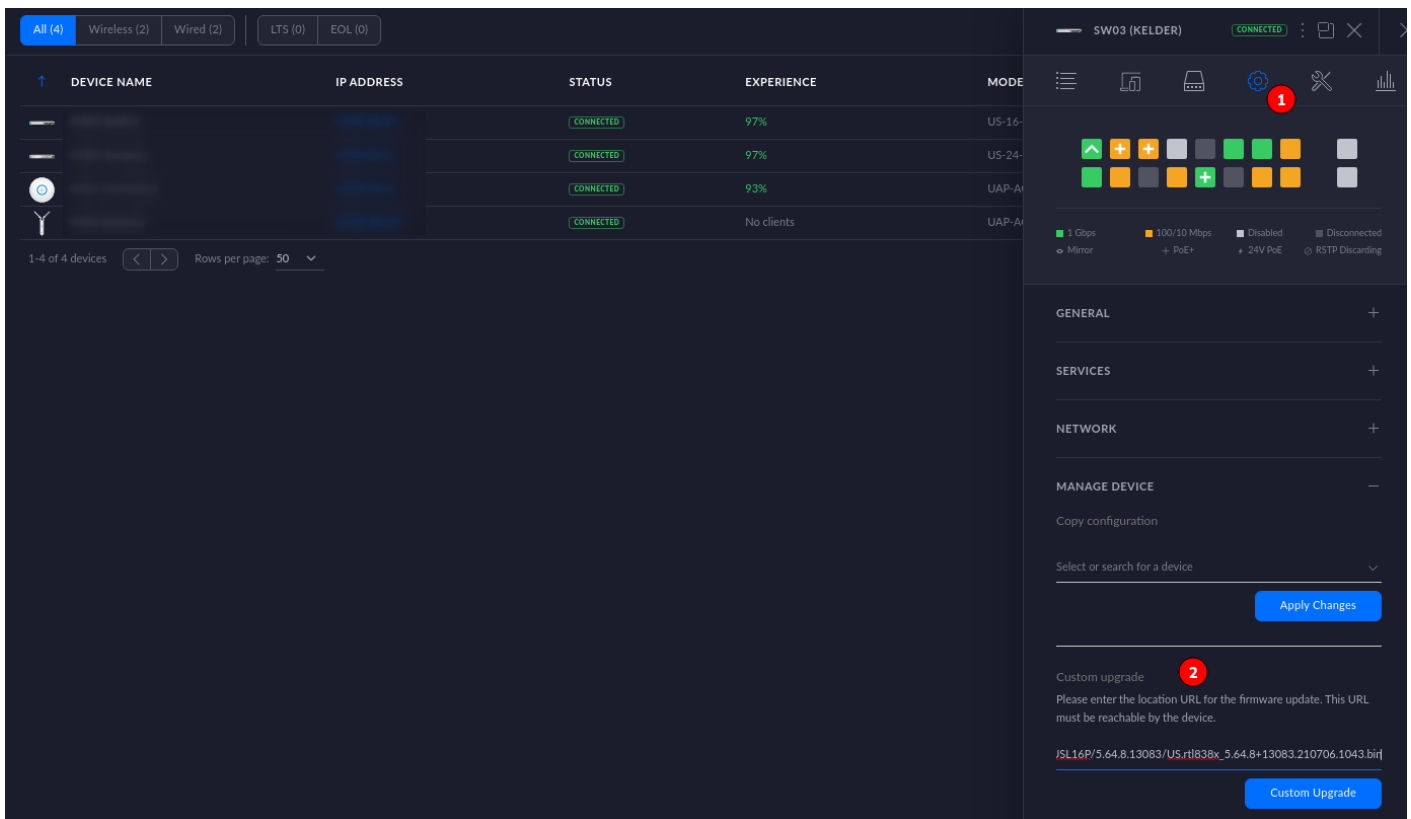 All (4) Wireless (2) Wired (2) LTS (0) EOL (0)
SW03 (KELDER) CONNECTED
DEVICE NAME IP ADDRESS STATUS EXPERIENCE MODE
1
CONNECTED 97% US-16-
CONNECTED 97% US-24-
CONNECTED 93% UAP-A
CONNECTED No clients UAP-A
1-4 of 4 devices Rows per page: 50
1 Gbps 100/10 Mbps Disabled Disconnected
Mirror PoE+ 24V PoE RSTP Discarding
GENERAL
SERVICES
NETWORK
MANAGE DEVICE
Copy configuration
Select or search for a device
Apply Changes
2
Custom upgrade
Please enter the location URL for the firmware update. This URL
must be reachable by the device.
JSL16P/5.64.8.13083/US.rtl838x_5.64.8+13083.210706.1043.bin
Custom Upgrade